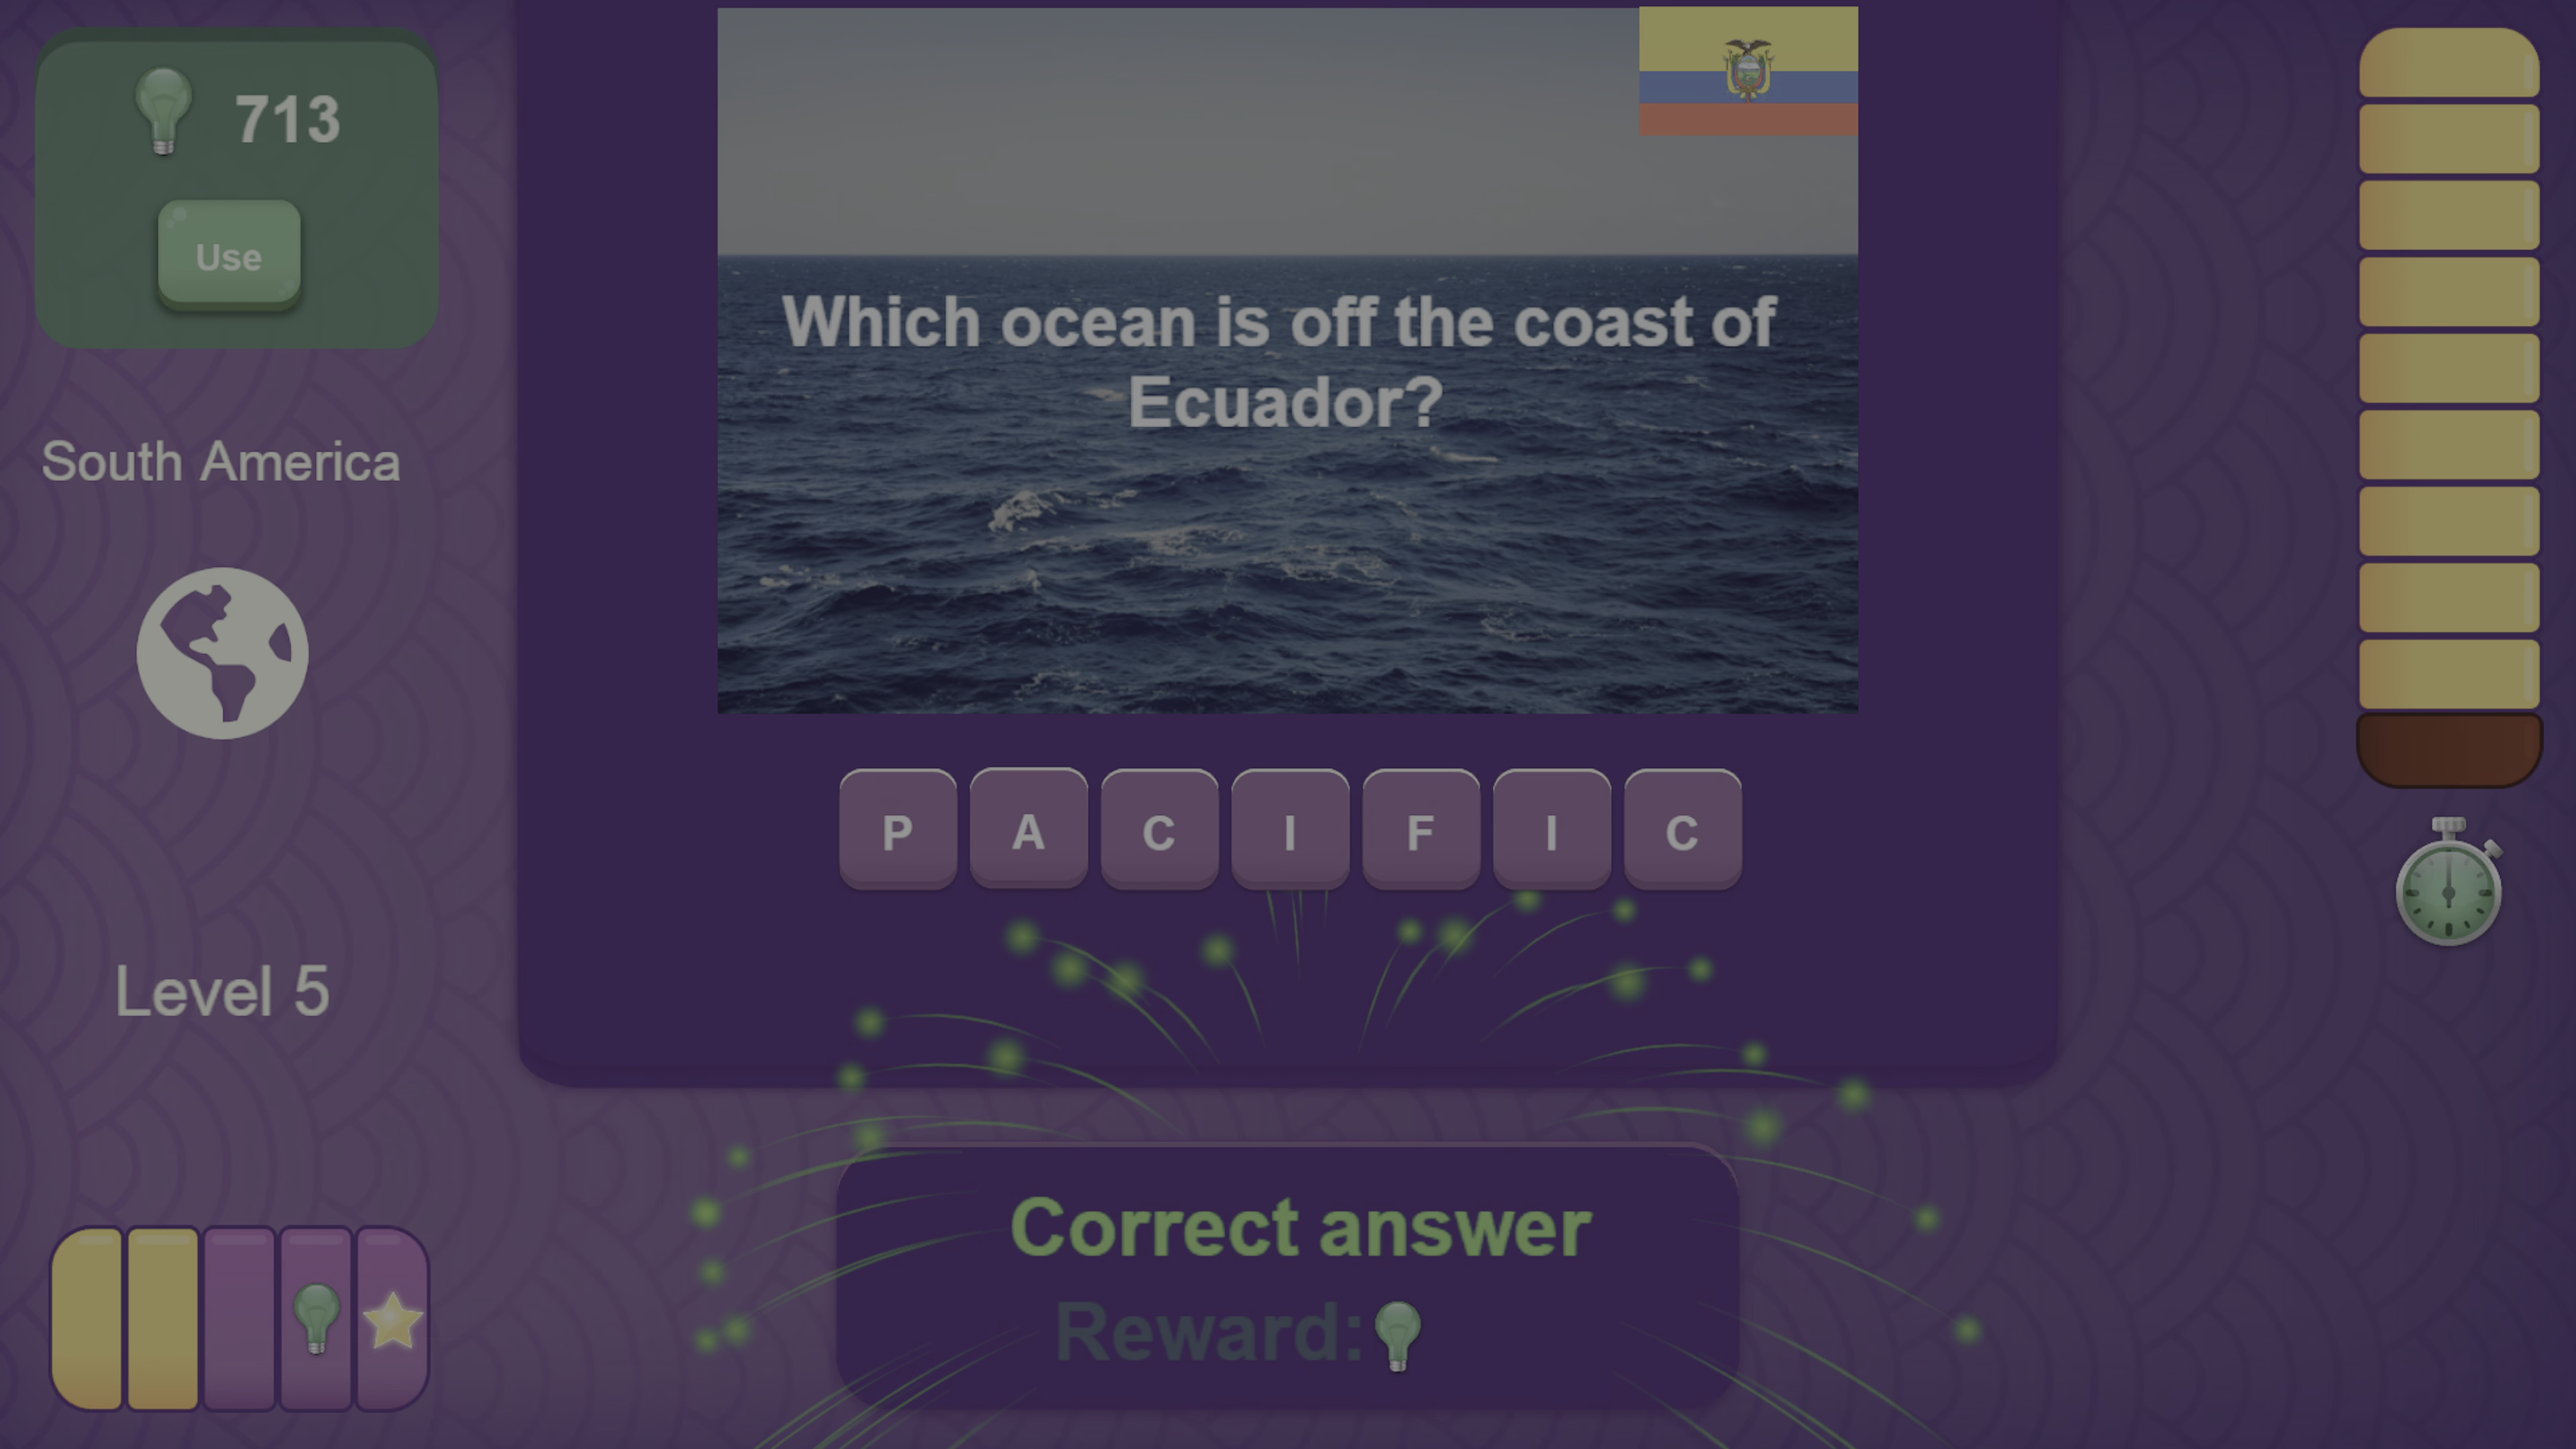 713
Use
South America
Level 5
Which ocean is off the coast of
Ecuador?
P A C I F I C
Correct answer
Reward: